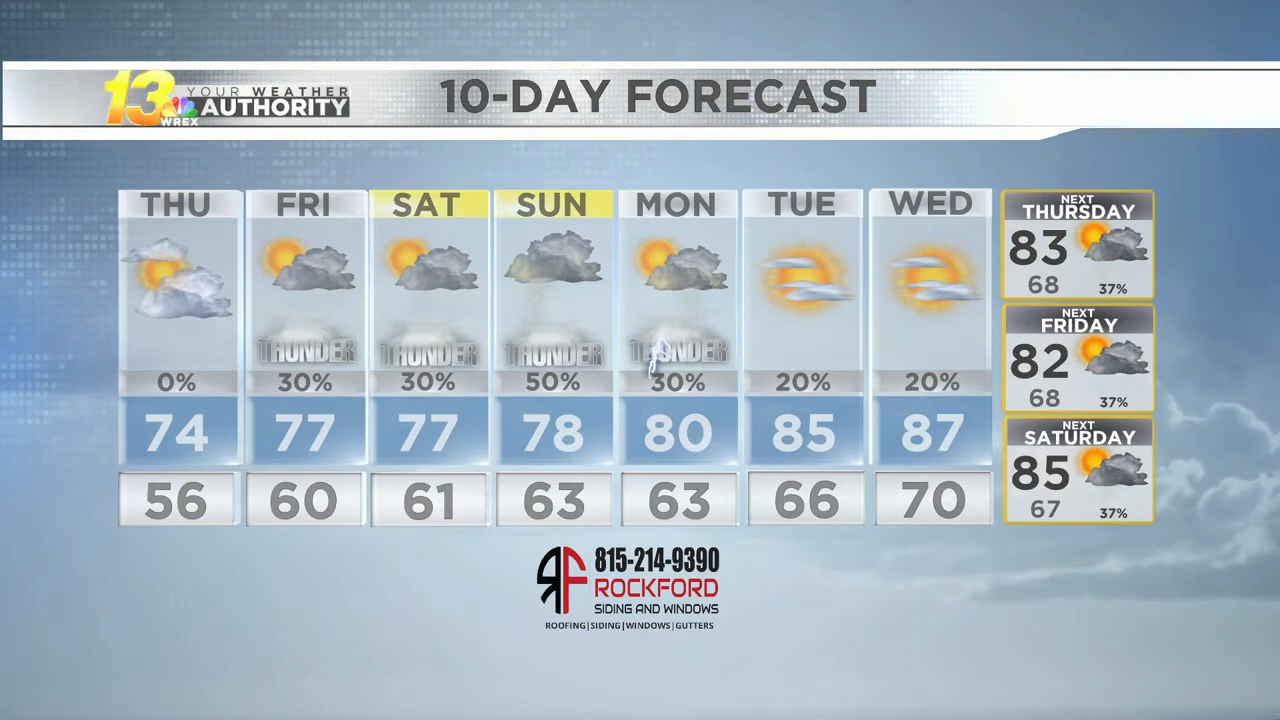 13
WREX
YOUR WEATHER
AUTHORITY
10-DAY FORECAST
THU
FRI
SAT
SUN
MON
TUE
WED
THUNDER
THUNDER
THUNDER
THUNDER
0%
30%
30%
50%
30%
20%
20%
74
77
77
78
80
85
87
56
60
61
63
63
66
70
NEXT
THURSDAY
83
68
37%
NEXT
FRIDAY
82
68
37%
NEXT
SATURDAY
85
67
37%
RF
815-214-9390
ROCKFORD
SIDING AND WINDOWS
ROOFING|SIDING|WINDOWS|GUTTERS